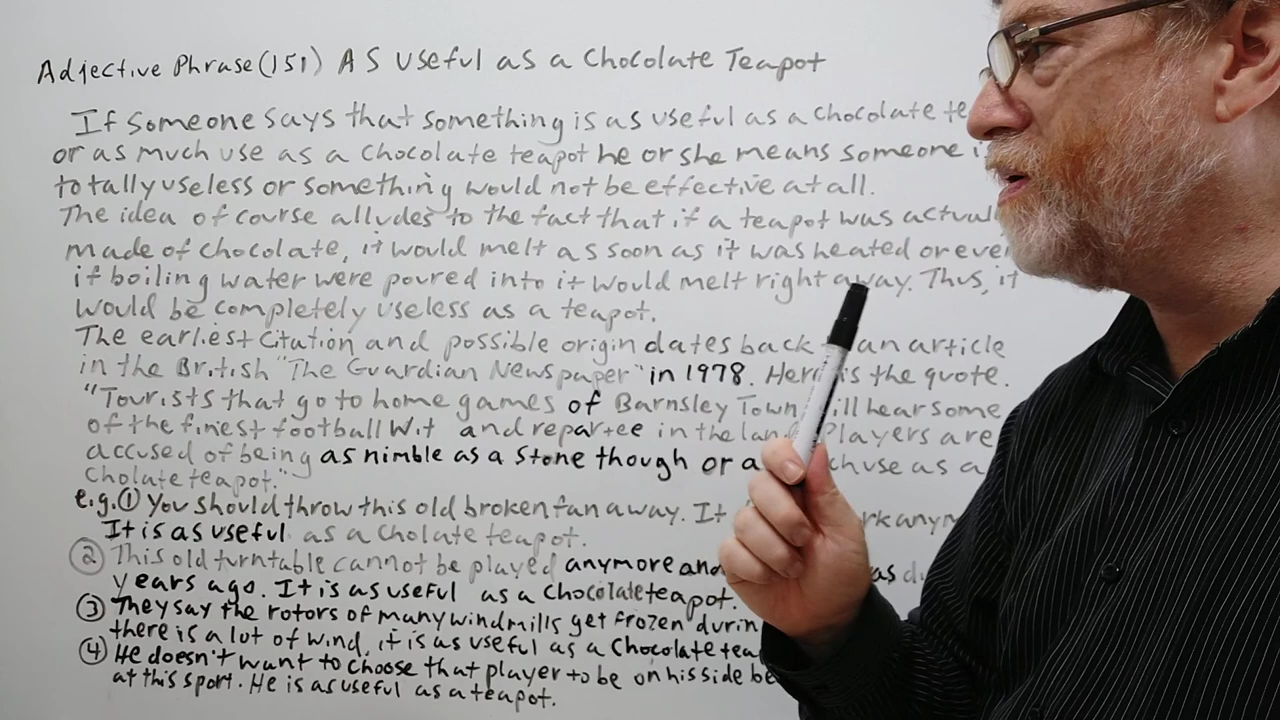 Adjective Phrase (151) As Useful as a Chocolate Teapot
If someone says that something is as useful as a chocolate te
or as much use as a chocolate teapot he or she means someone i
totally useless or something would not be effective at all.
The idea of course alludes to the fact that if a teapot was actual
made of chocolate, it would melt as soon as it was heated or even
if boiling water were poured into it would melt right away. Thus, it
would be completely useless as a teapot.
The earliest citation and possible origin dates back an article
in the British "The Guardian Newspaper" in 1978. Here is the quote.
"Tourists that go to home games of Barnsley Town ill hear some
of the finest football wit and repartee in the lan Players are
accused of being as nimble as a stone though or a ch use as a
Cholate teapot."
e.g. ① You should throw this old broken fan away. It rk anym
It is as useful as a Cholate teapot.
② This old turntable cannot be played anymore and as d
years ago. It is as useful as a chocolate teapot.
③ They say the rotors of many windmills get frozen durin
there is a lot of wind, it is as useful as a Chocolate tea
④ He doesn't want to choose that player to be on his side be
at this sport. He is as useful as a teapot.